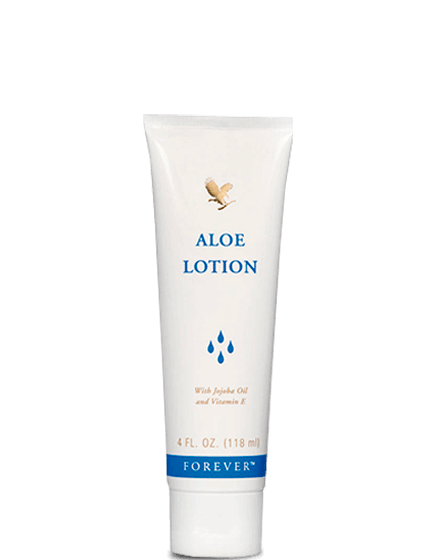 ALOE
LOTION
With Jojoba Oil
and Vitamin E
4 FL. OZ. (118 ml)
FOREVER™